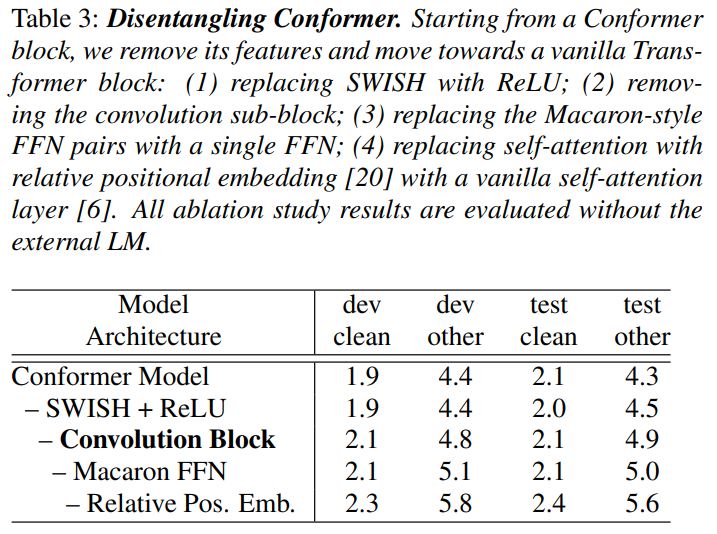 Table 3: Disentangling Conformer. Starting from a Conformer
block, we remove its features and move towards a vanilla Trans-
former block: (1) replacing SWISH with ReLU; (2) remov-
ing the convolution sub-block; (3) replacing the Macaron-style
FFN pairs with a single FFN; (4) replacing self-attention with
relative positional embedding [20] with a vanilla self-attention
layer [6]. All ablation study results are evaluated without the
external LM.
Model dev dev test test
Architecture clean other clean other
Conformer Model 1.9 4.4 2.1 4.3
– SWISH + ReLU 1.9 4.4 2.0 4.5
– Convolution Block 2.1 4.8 2.1 4.9
– Macaron FFN 2.1 5.1 2.1 5.0
– Relative Pos. Emb. 2.3 5.8 2.4 5.6